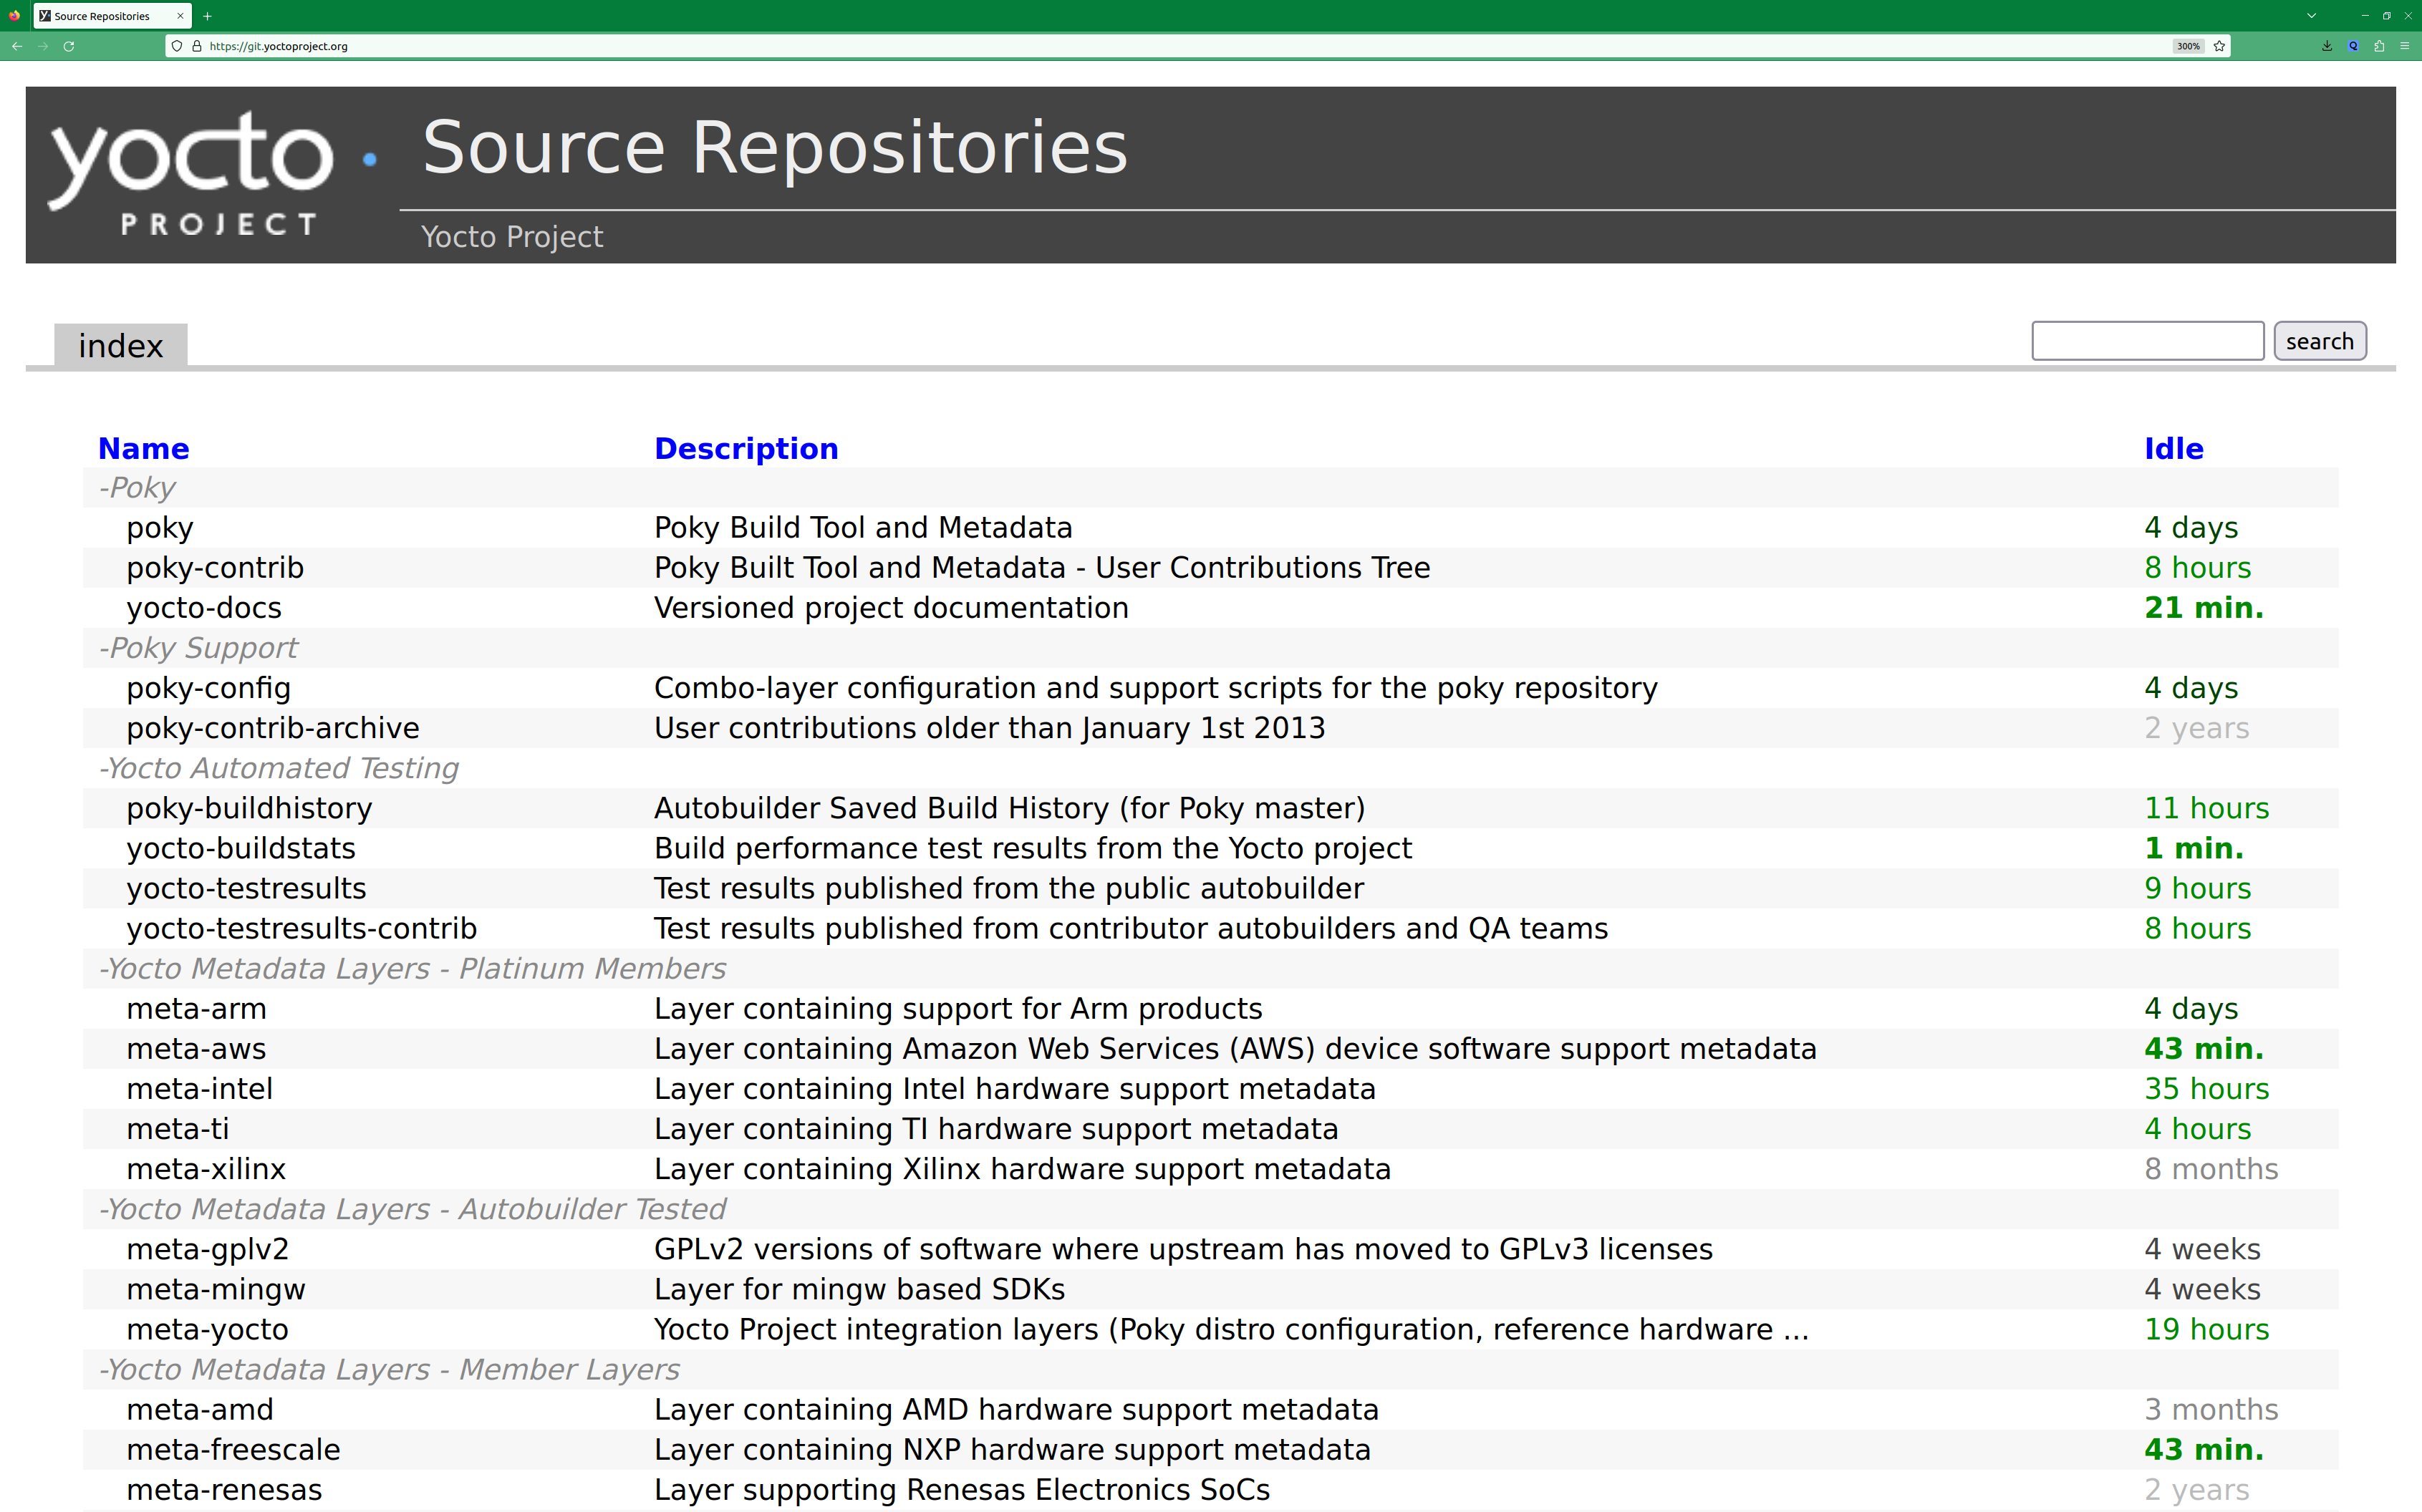 Source Repositories
https://git.yoctoproject.org
300%
yocto
PROJECT
Source Repositories
Yocto Project
index
search
Name Description Idle
-Poky
poky Poky Build Tool and Metadata 4 days
poky-contrib Poky Built Tool and Metadata - User Contributions Tree 8 hours
yocto-docs Versioned project documentation 21 min.
-Poky Support
poky-config Combo-layer configuration and support scripts for the poky repository 4 days
poky-contrib-archive User contributions older than January 1st 2013 2 years
-Yocto Automated Testing
poky-buildhistory Autobuilder Saved Build History (for Poky master) 11 hours
yocto-buildstats Build performance test results from the Yocto project 1 min.
yocto-testresults Test results published from the public autobuilder 9 hours
yocto-testresults-contrib Test results published from contributor autobuilders and QA teams 8 hours
-Yocto Metadata Layers - Platinum Members
meta-arm Layer containing support for Arm products 4 days
meta-aws Layer containing Amazon Web Services (AWS) device software support metadata 43 min.
meta-intel Layer containing Intel hardware support metadata 35 hours
meta-ti Layer containing TI hardware support metadata 4 hours
meta-xilinx Layer containing Xilinx hardware support metadata 8 months
-Yocto Metadata Layers - Autobuilder Tested
meta-gplv2 GPLv2 versions of software where upstream has moved to GPLv3 licenses 4 weeks
meta-mingw Layer for mingw based SDKs 4 weeks
meta-yocto Yocto Project integration layers (Poky distro configuration, reference hardware ... 19 hours
-Yocto Metadata Layers - Member Layers
meta-amd Layer containing AMD hardware support metadata 3 months
meta-freescale Layer containing NXP hardware support metadata 43 min.
meta-renesas Layer supporting Renesas Electronics SoCs 2 years